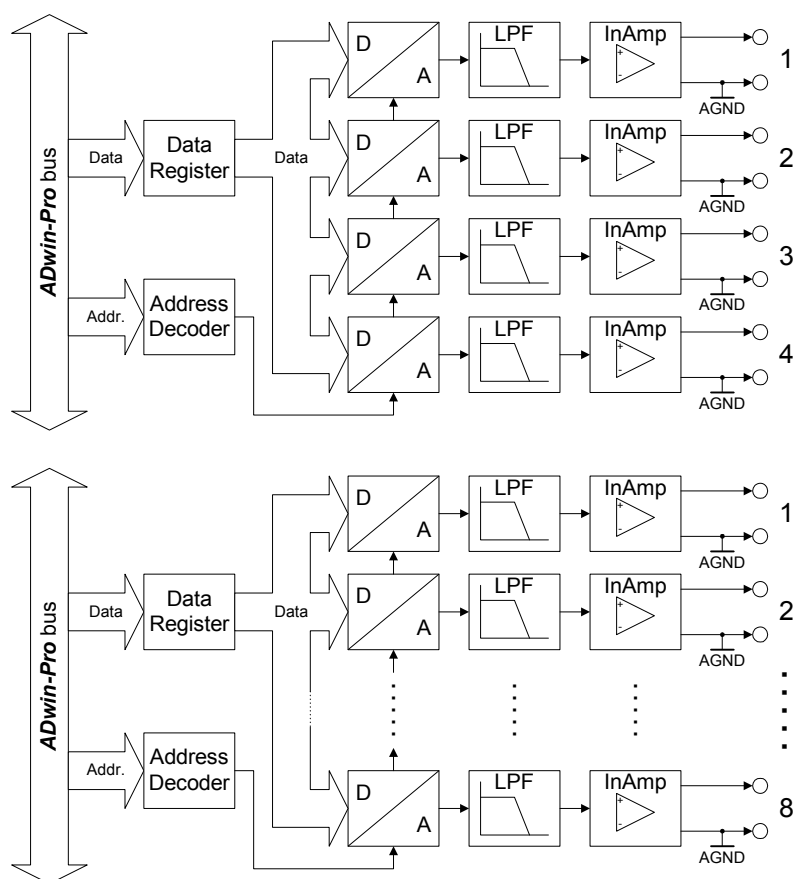 D
A
LPF
InAmp
+
-
1
AGND
ADwin-Pro bus
Data
Data
Register
Data
D
A
LPF
InAmp
+
-
2
AGND
D
A
LPF
InAmp
+
-
3
AGND
Addr.
Address
Decoder
D
A
LPF
InAmp
+
-
4
AGND
D
A
LPF
InAmp
+
-
1
AGND
ADwin-Pro bus
Data
Data
Register
Data
D
A
LPF
InAmp
+
-
2
AGND
Addr.
Address
Decoder
D
A
LPF
InAmp
+
-
8
AGND